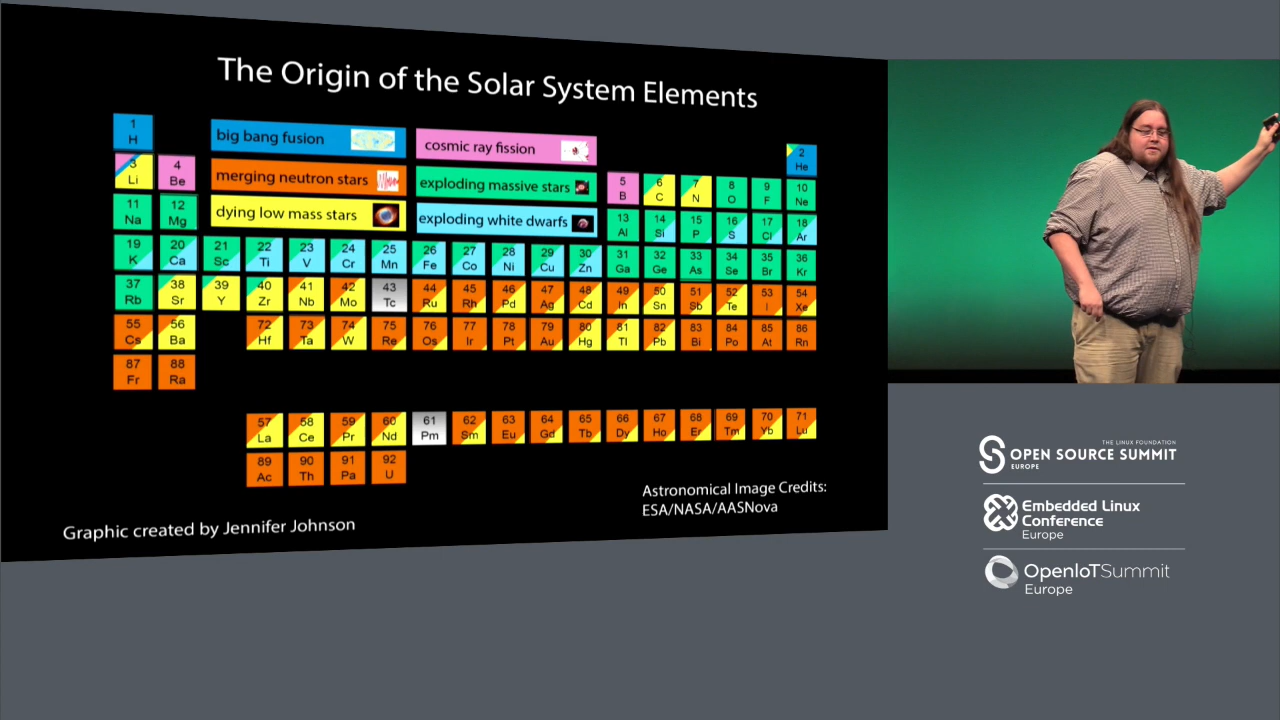 The Origin of the Solar System Elements
big bang fusion
cosmic ray fission
merging neutron stars
exploding massive stars
dying low mass stars
exploding white dwarfs
1 2
H He
3 4 5 6 7 8 9 10
Li Be B C N O F Ne
11 12 13 14 15 16 17 18
Na Mg Al Si P S Cl Ar
19 20 21 22 23 24 25 26 27 28 29 30 31 32 33 34 35 36
K Ca Sc Ti V Cr Mn Fe Co Ni Cu Zn Ga Ge As Se Br Kr
37 38 39 40 41 42 43 44 45 46 47 48 49 50 51 52 53 54
Rb Sr Y Zr Nb Mo Tc Ru Rh Pd Ag Cd In Sn Sb Te I Xe
55 56 72 73 74 75 76 77 78 79 80 81 82 83 84 85 86
Cs Ba Hf Ta W Re Os Ir Pt Au Hg Tl Pb Bi Po At Rn
87 88
Fr Ra
57 58 59 60 61 62 63 64 65 66 67 68 69 70 71
La Ce Pr Nd Pm Sm Eu Gd Tb Dy Ho Er Tm Yb Lu
89 90 91 92
Ac Th Pa U
Astronomical Image Credits:
ESA/NASA/AASNova
Graphic created by Jennifer Johnson
THE LINUX FOUNDATION
OPEN SOURCE SUMMIT
EUROPE
Embedded Linux
Conference
Europe
OpenIoTSummit
Europe